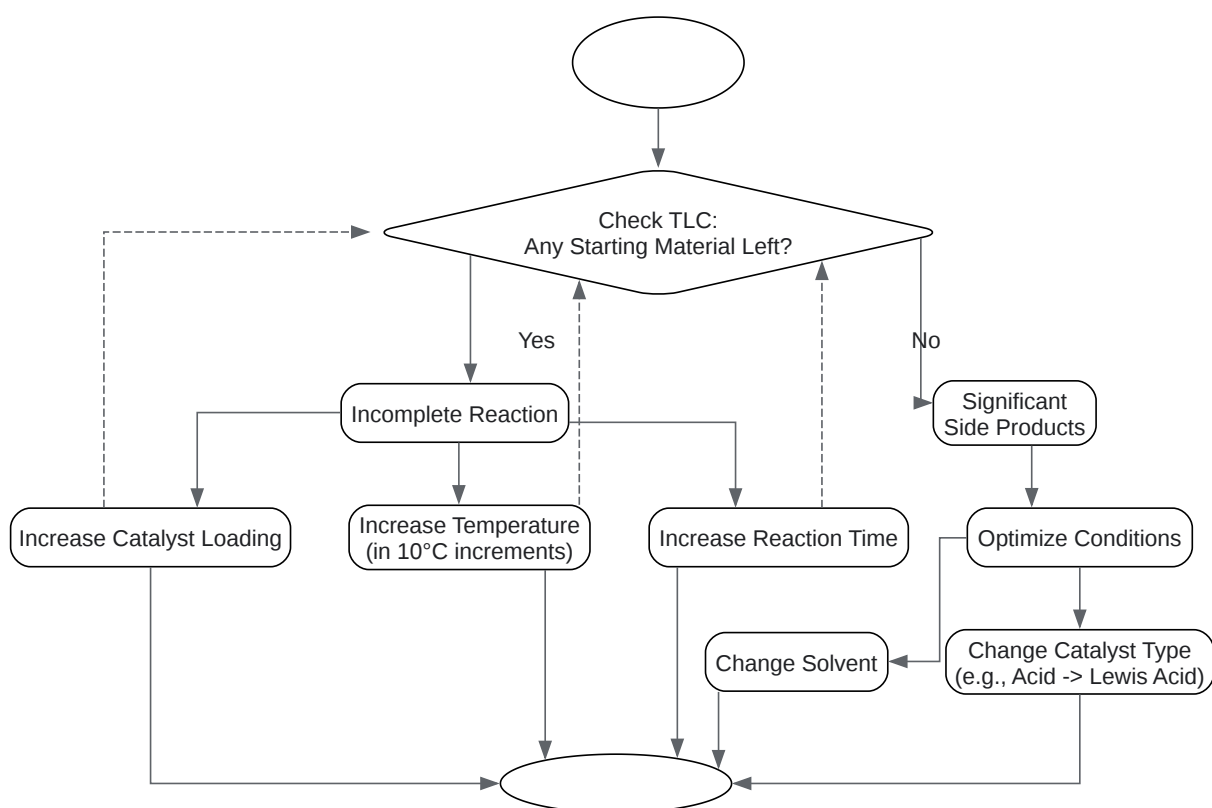 Check TLC:
Any Starting Material Left?
Yes
No
Incomplete Reaction
Significant
Side Products
Increase Catalyst Loading
Increase Temperature
(in 10°C increments)
Increase Reaction Time
Optimize Conditions
Change Solvent
Change Catalyst Type
(e.g., Acid -> Lewis Acid)